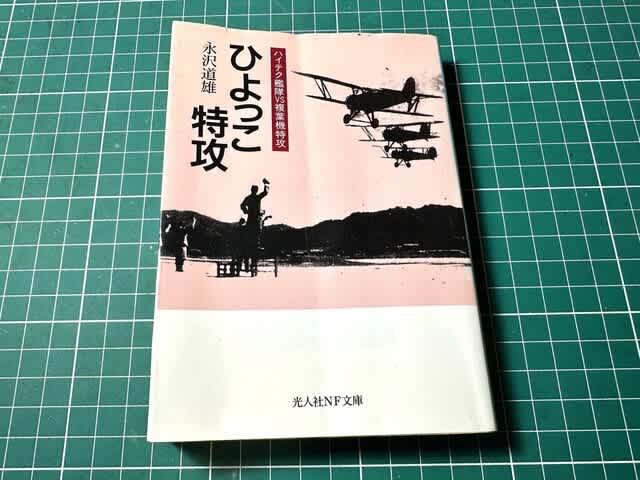 ハイテク艦隊VS複葉機特攻
ひよっこ
特攻
永沢道雄
光人社NF文庫